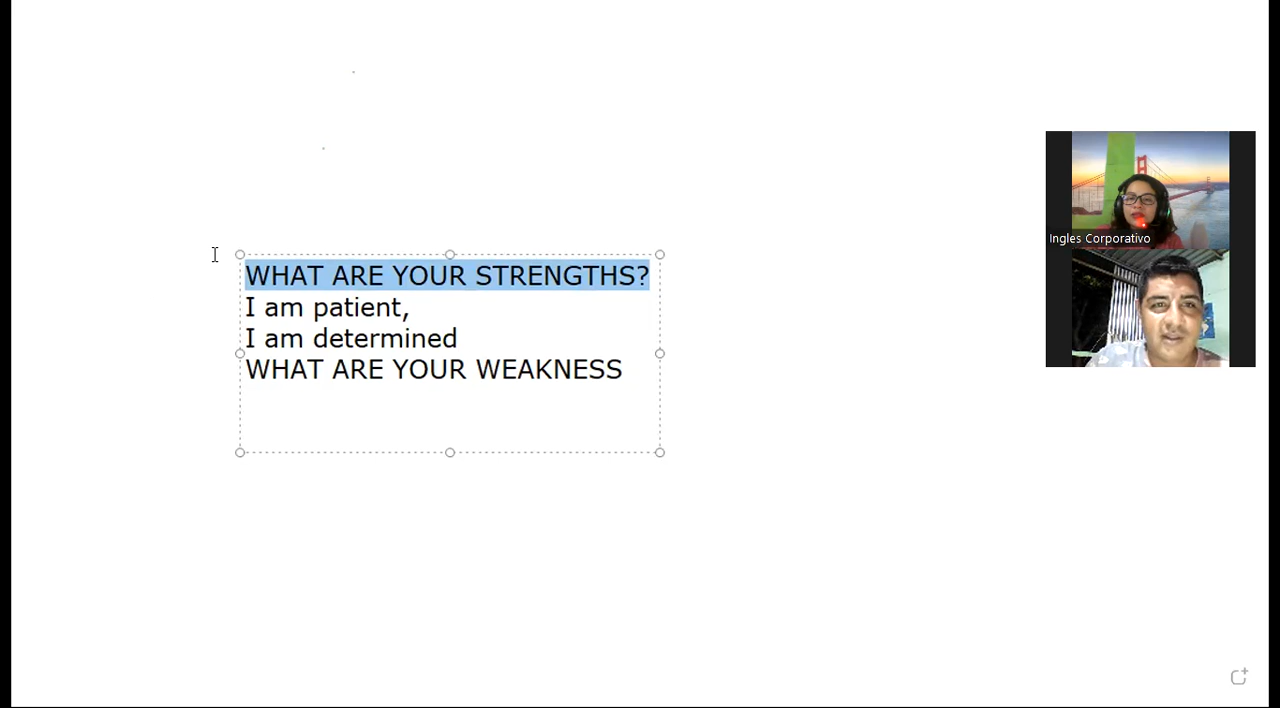 WHAT ARE YOUR STRENGTHS?
I am patient,
I am determined
WHAT ARE YOUR WEAKNESS
Ingles Corporativo